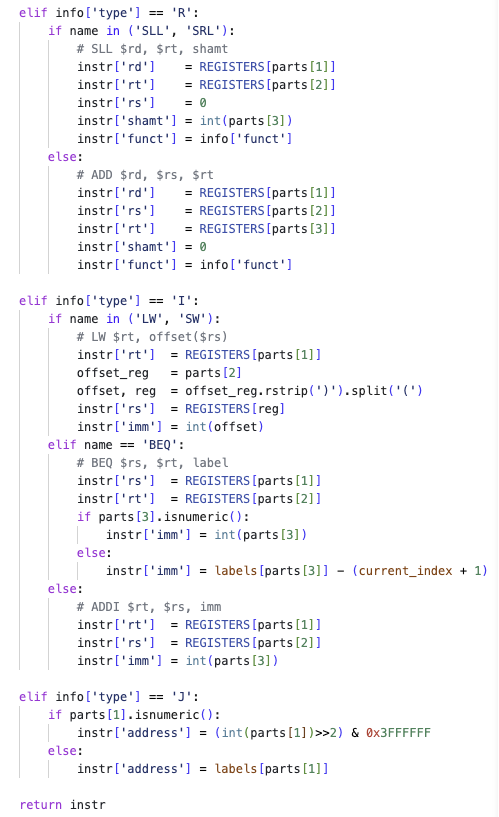 elif info['type'] == 'R':
    if name in ('SLL', 'SRL'):
        # SLL $rd, $rt, shamt
        instr['rd']    = REGISTERS[parts[1]]
        instr['rt']    = REGISTERS[parts[2]]
        instr['rs']    = 0
        instr['shamt'] = int(parts[3])
        instr['funct'] = info['funct']
    else:
        # ADD $rd, $rs, $rt
        instr['rd']    = REGISTERS[parts[1]]
        instr['rs']    = REGISTERS[parts[2]]
        instr['rt']    = REGISTERS[parts[3]]
        instr['shamt'] = 0
        instr['funct'] = info['funct']

elif info['type'] == 'I':
    if name in ('LW', 'SW'):
        # LW $rt, offset($rs)
        instr['rt']  = REGISTERS[parts[1]]
        offset_reg   = parts[2]
        offset, reg  = offset_reg.rstrip(')').split('(')
        instr['rs']  = REGISTERS[reg]
        instr['imm'] = int(offset)
    elif name == 'BEQ':
        # BEQ $rs, $rt, label
        instr['rs']  = REGISTERS[parts[1]]
        instr['rt']  = REGISTERS[parts[2]]
        if parts[3].isnumeric():
            instr['imm'] = int(parts[3])
        else:
            instr['imm'] = labels[parts[3]] - (current_index + 1)
    else:
        # ADDI $rt, $rs, imm
        instr['rt']  = REGISTERS[parts[1]]
        instr['rs']  = REGISTERS[parts[2]]
        instr['imm'] = int(parts[3])

elif info['type'] == 'J':
    if parts[1].isnumeric():
        instr['address'] = (int(parts[1])>>2) & 0x3FFFFFF
    else:
        instr['address'] = labels[parts[1]]

return instr